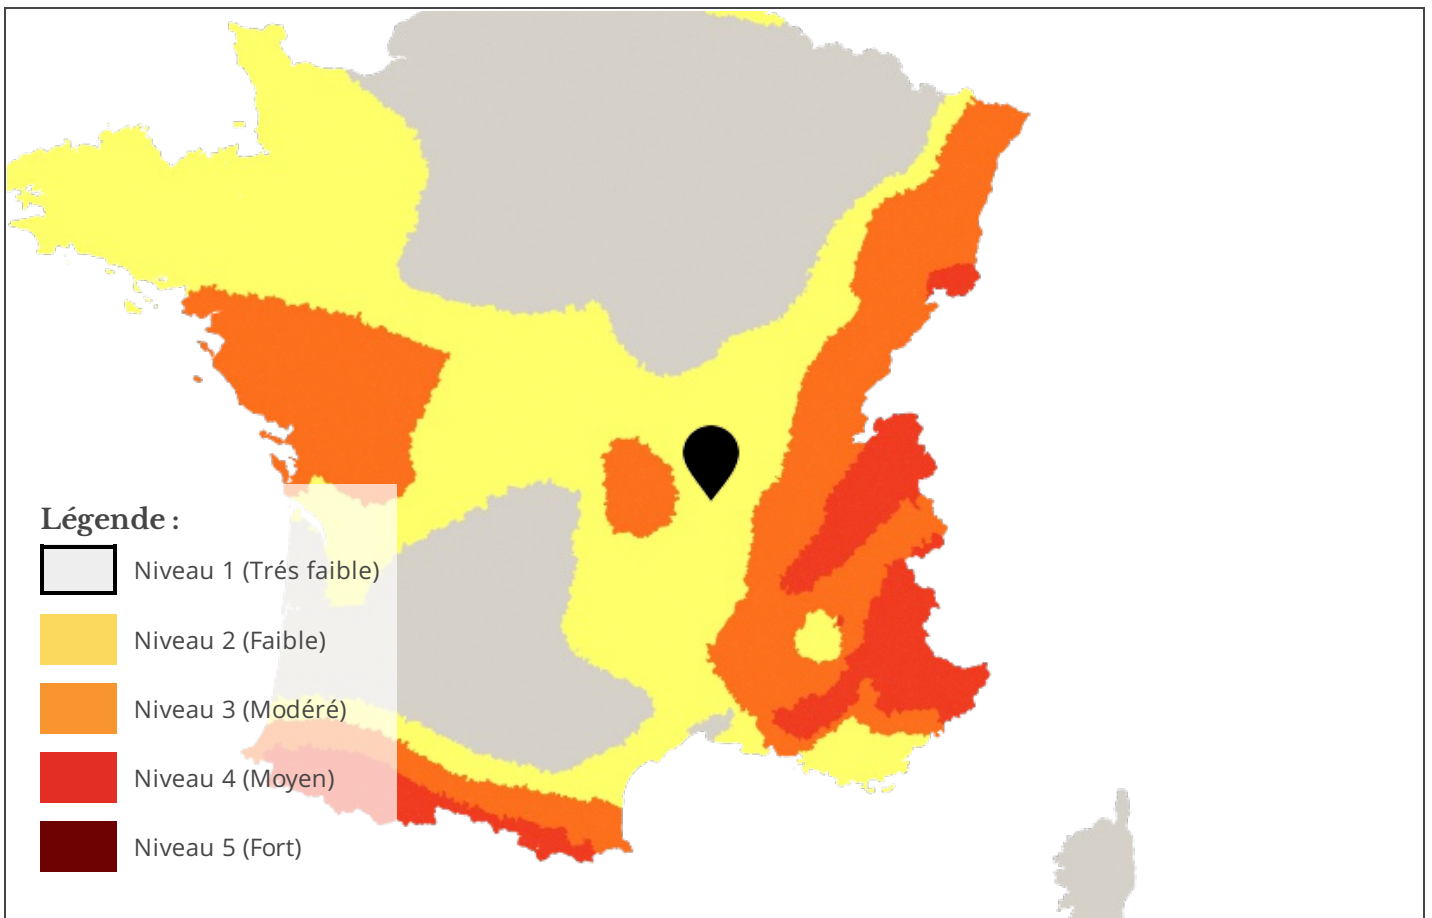 Légende :
Niveau 1 (Trés faible)
Niveau 2 (Faible)
Niveau 3 (Modéré)
Niveau 4 (Moyen)
Niveau 5 (Fort)